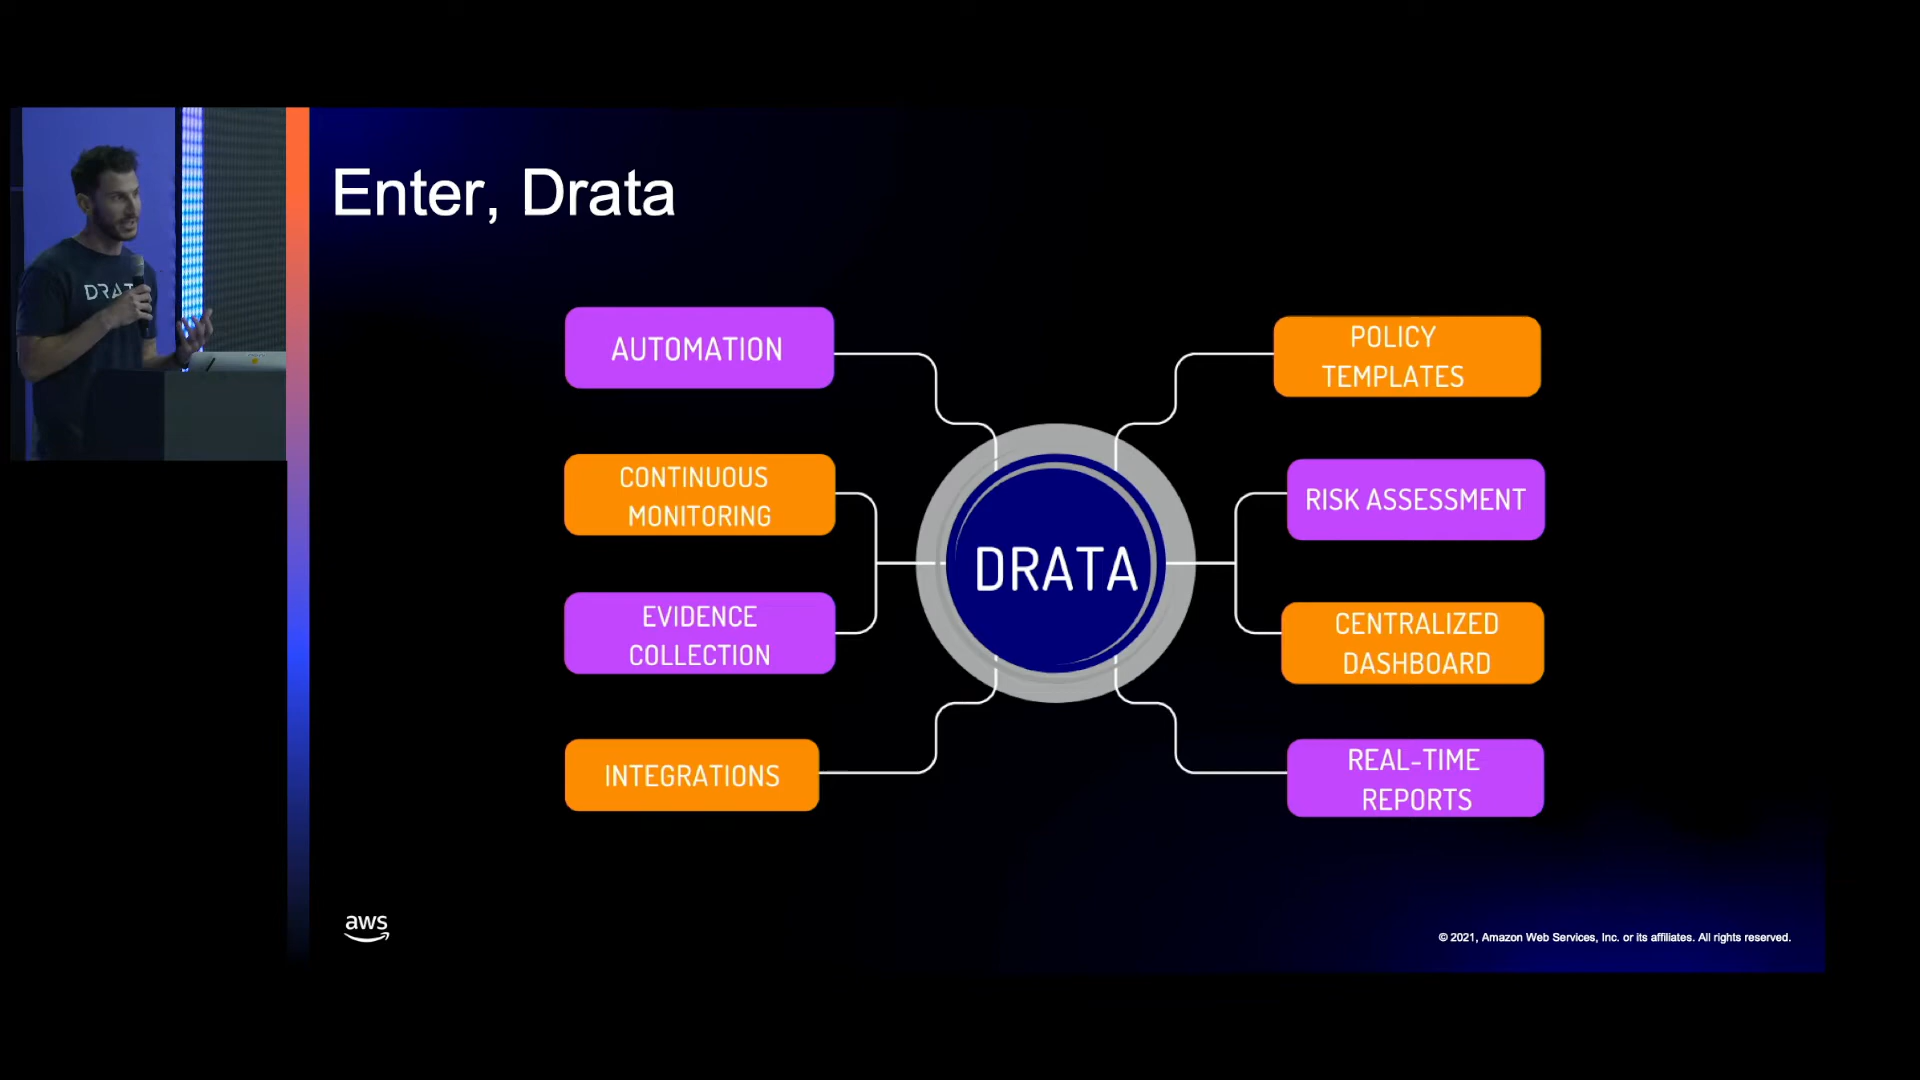 Enter, Drata
DRAT
AUTOMATION
CONTINUOUS
MONITORING
EVIDENCE
COLLECTION
INTEGRATIONS
DRATA
POLICY
TEMPLATES
RISK ASSESSMENT
CENTRALIZED
DASHBOARD
REAL-TIME
REPORTS
aws
© 2021, Amazon Web Services, Inc. or its affiliates. All rights reserved.